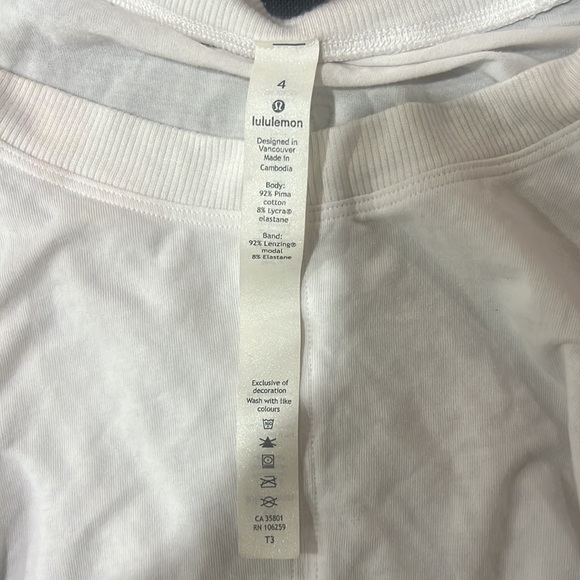 4
lululemon
Designed in
Vancouver
Made in
Cambodia
Body:
92% Pima
cotton
8% Lycra®
elastane
Band:
92% Lenzing®
modal
8% Elastane
Exclusive of
decoration
Wash with like
colours
CA 35801
RN 106259
T3